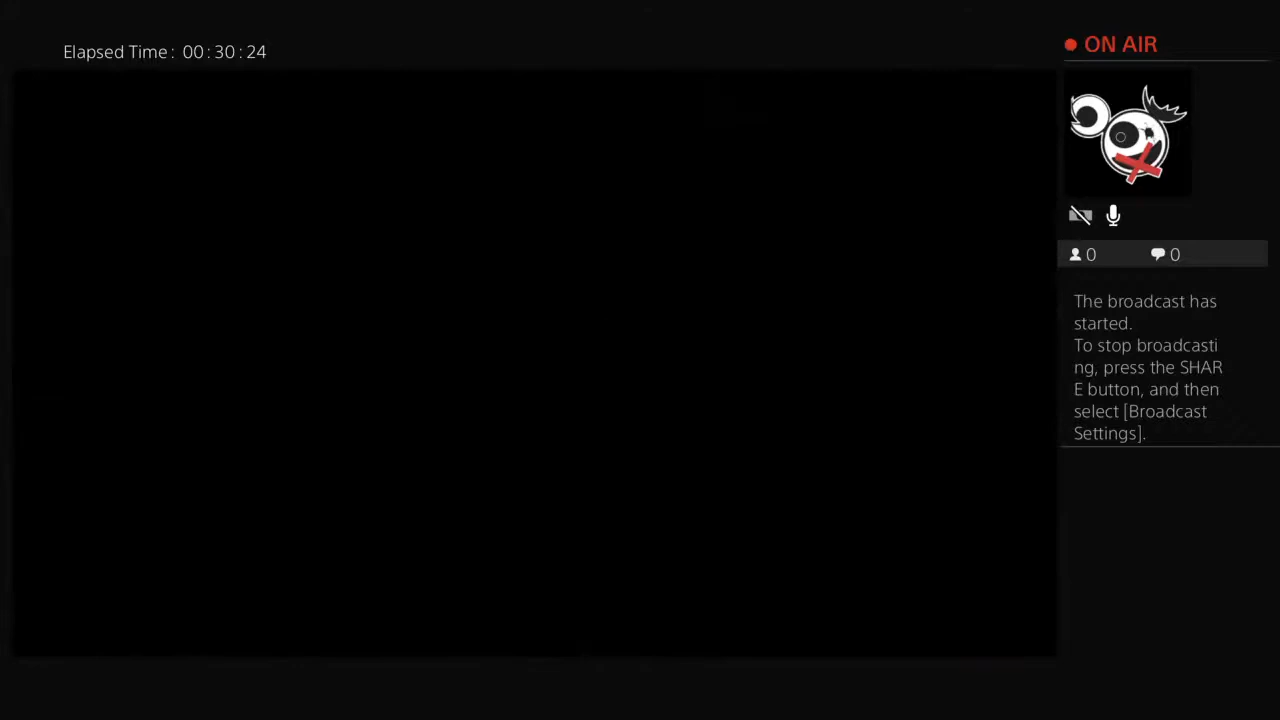 Elapsed Time: 00:30:24
ON AIR
0 0
The broadcast has
started.
To stop broadcasti
ng, press the SHAR
E button, and then
select [Broadcast
Settings].